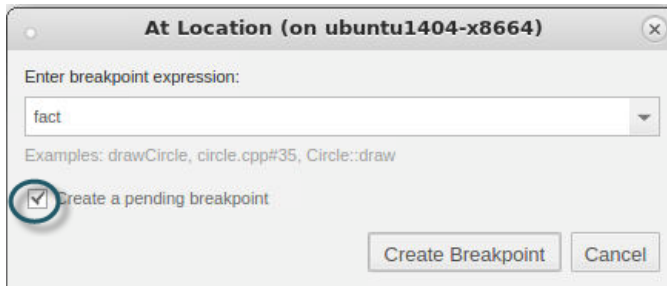 At Location (on ubuntu1404-x8664)
Enter breakpoint expression:
fact
Examples: drawCircle, circle.cpp#35, Circle::draw
Create a pending breakpoint
Create Breakpoint Cancel